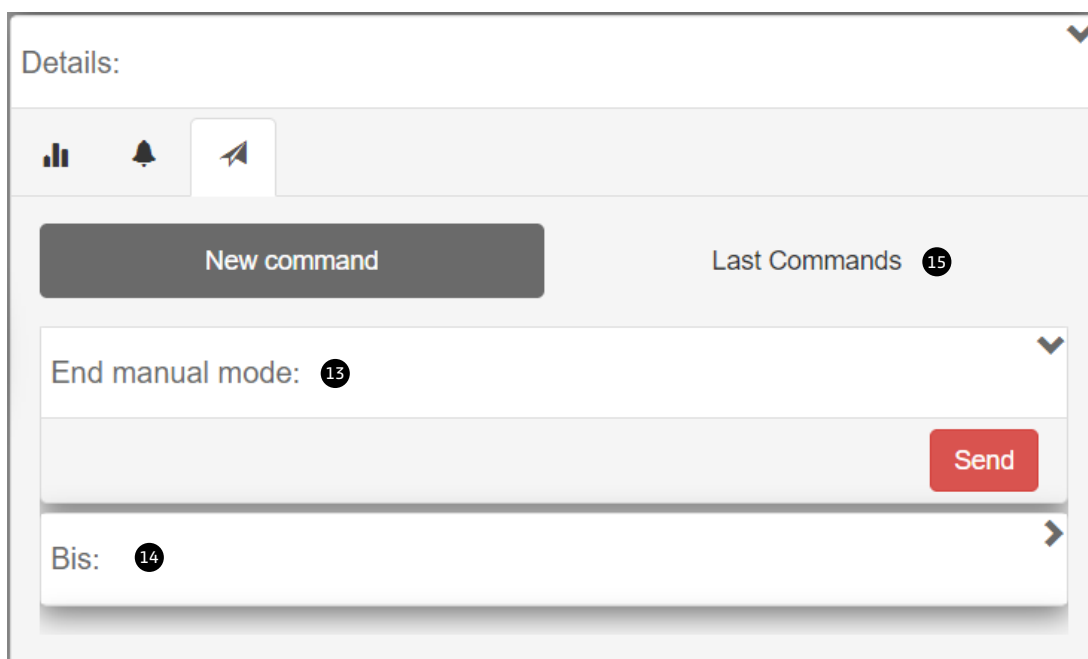 Details:
New command
Last Commands 15
End manual mode: 13
Send
Bis: 14